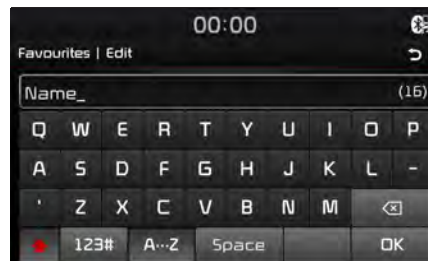 00:00
Favourites | Edit
Name_ (16)
Q W E R T Y U I O P
A S D F G H J K L -
' Z X C V B N M
123# A···Z Space OK